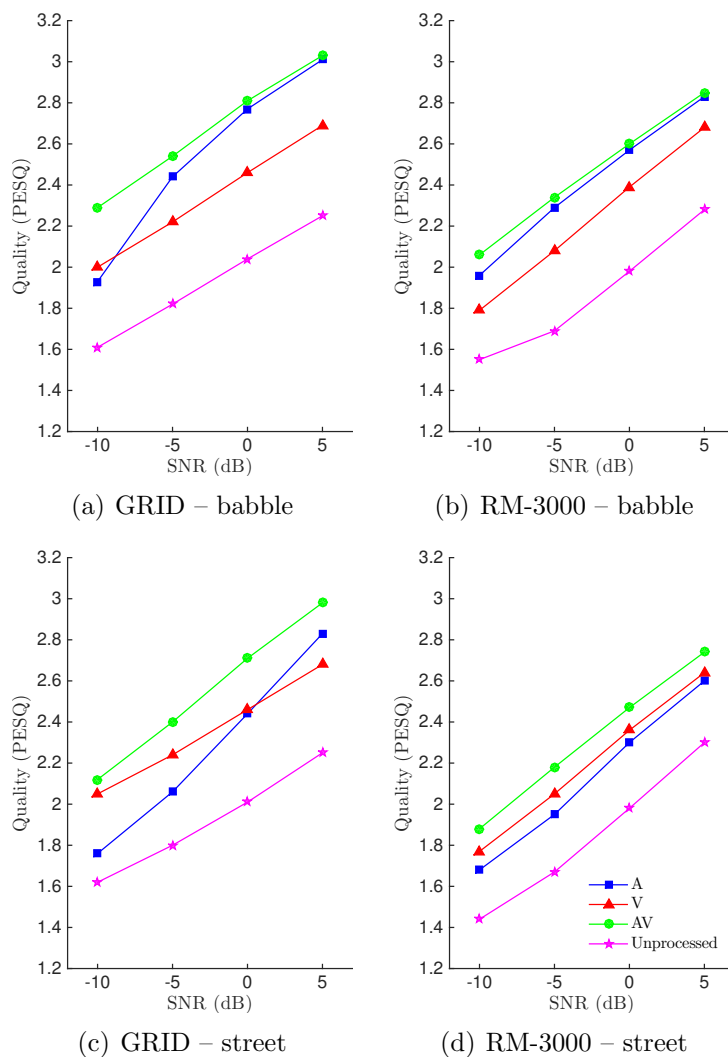 3.2
3
2.8
2.6
2.4
2.2
2
1.8
1.6
1.4
1.2
Quality (PESQ)
-10 -5 0 5
SNR (dB)
(a) GRID – babble
3.2
3
2.8
2.6
2.4
2.2
2
1.8
1.6
1.4
1.2
Quality (PESQ)
-10 -5 0 5
SNR (dB)
(b) RM-3000 – babble
3.2
3
2.8
2.6
2.4
2.2
2
1.8
1.6
1.4
1.2
Quality (PESQ)
-10 -5 0 5
SNR (dB)
(c) GRID – street
3.2
3
2.8
2.6
2.4
2.2
2
1.8
1.6
1.4
1.2
Quality (PESQ)
A
V
AV
Unprocessed
-10 -5 0 5
SNR (dB)
(d) RM-3000 – street